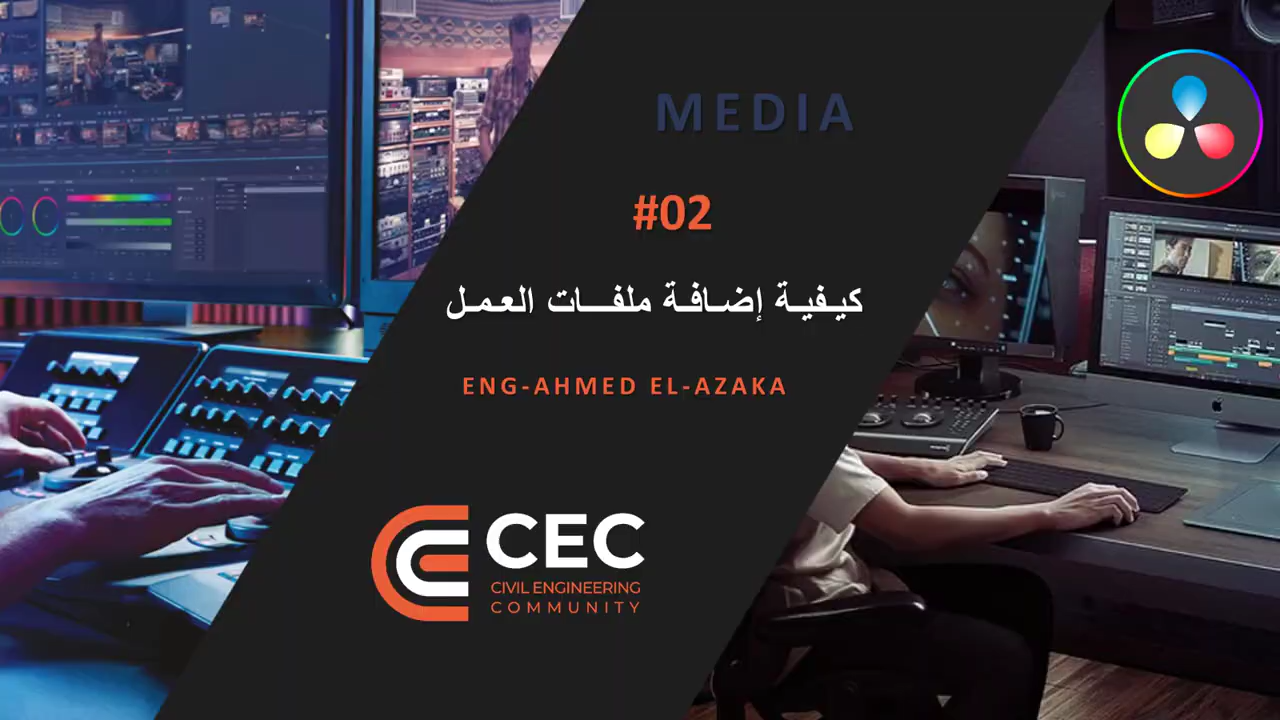 MEDIA
#02
كيفية إضافة ملفات العمل
ENG-AHMED EL-AZAKA
CEC
CIVIL ENGINEERING
COMMUNITY